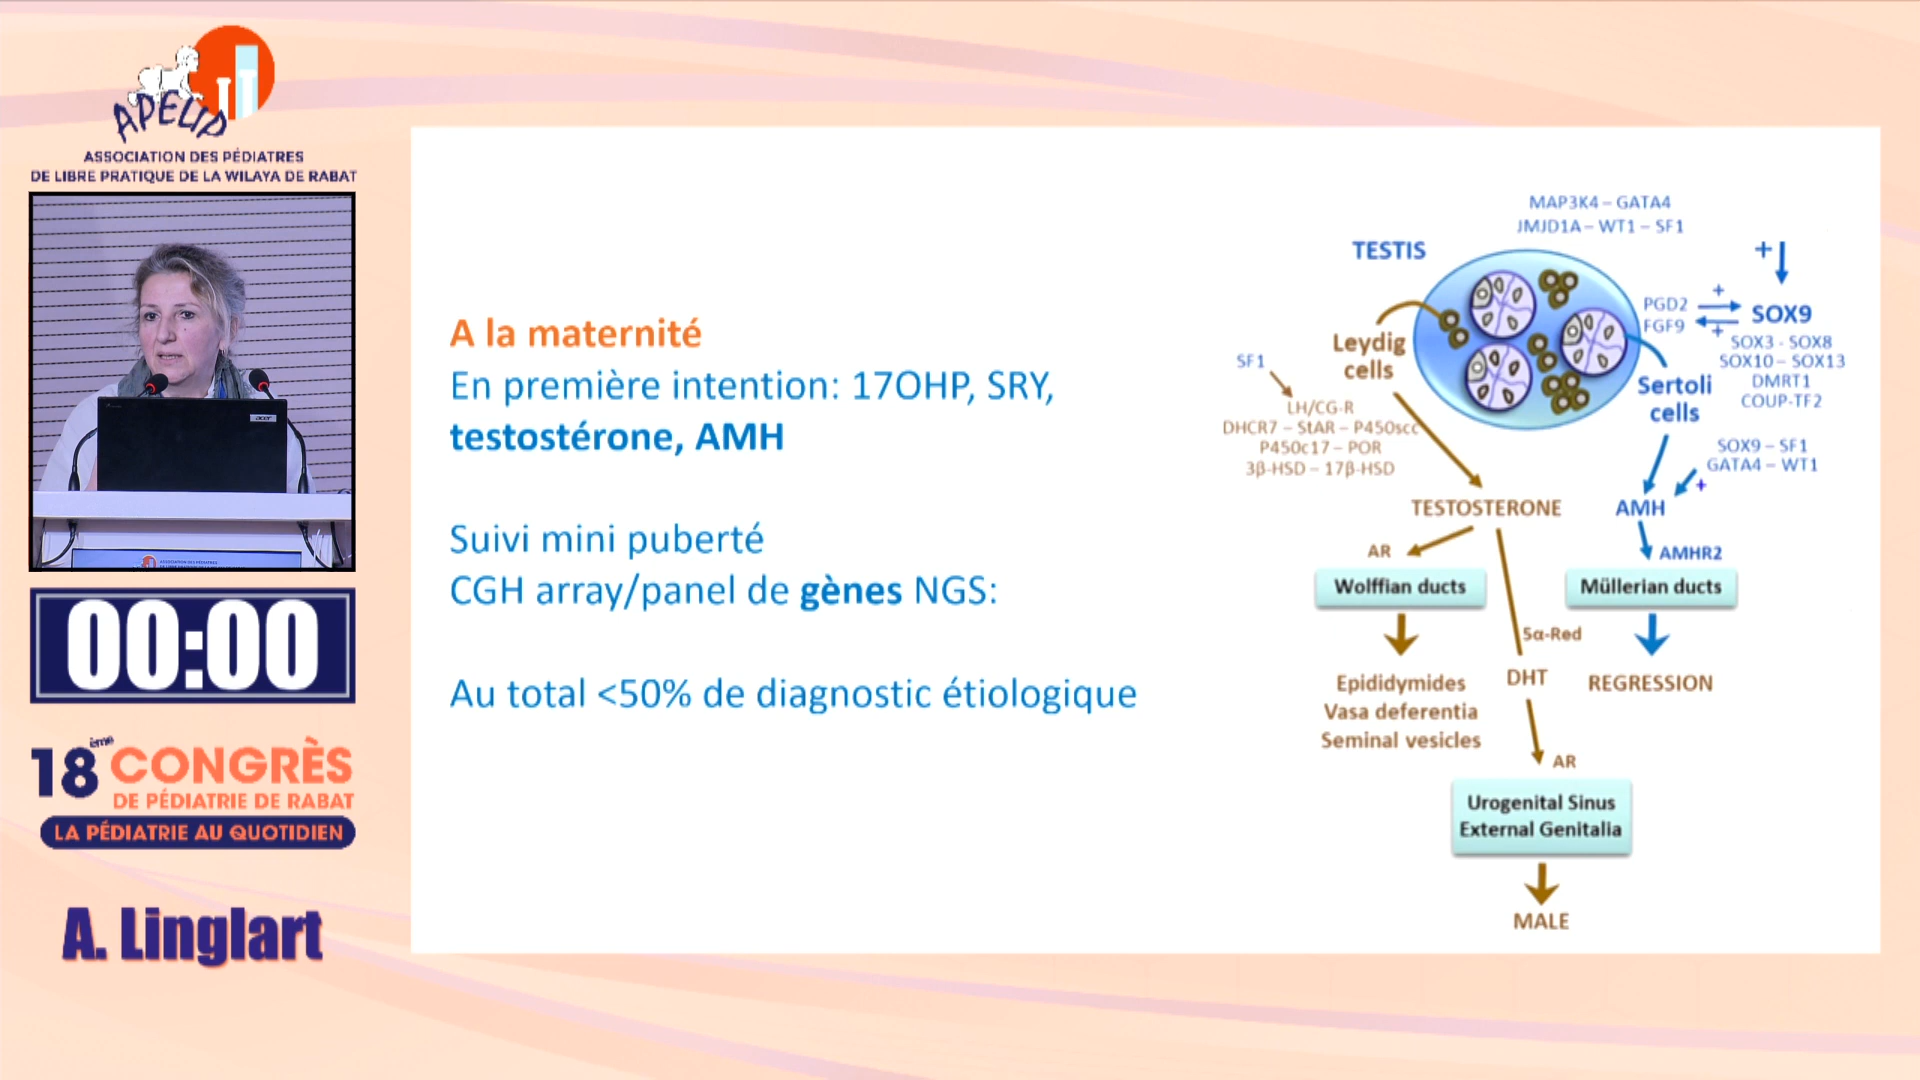 APELIP
ASSOCIATION DES PÉDIATRES
DE LIBRE PRATIQUE DE LA WILAYA DE RABAT
acer
00:00
18ème CONGRÈS
DE PÉDIATRIE DE RABAT
LA PÉDIATRIE AU QUOTIDIEN
A. Linglart
A la maternité
En première intention: 17OHP, SRY,
testostérone, AMH
Suivi mini puberté
CGH array/panel de gènes NGS:
Au total <50% de diagnostic étiologique
MAP3K4 – GATA4
JMJD1A – WT1 – SF1
TESTIS
+
PGD2
FGF9
+
+
SOX9
SOX3 - SOX8
SOX10 – SOX13
DMRT1
COUP-TF2
Leydig
cells
Sertoli
cells
SF1
LH/CG-R
DHCR7 – StAR – P450scc
P450c17 – POR
3β-HSD – 17β-HSD
SOX9 – SF1
GATA4 – WT1
+
TESTOSTERONE
AMH
AR
AMHR2
Wolffian ducts
Müllerian ducts
5α-Red
Epididymides
Vasa deferentia
Seminal vesicles
DHT
REGRESSION
AR
Urogenital Sinus
External Genitalia
MALE